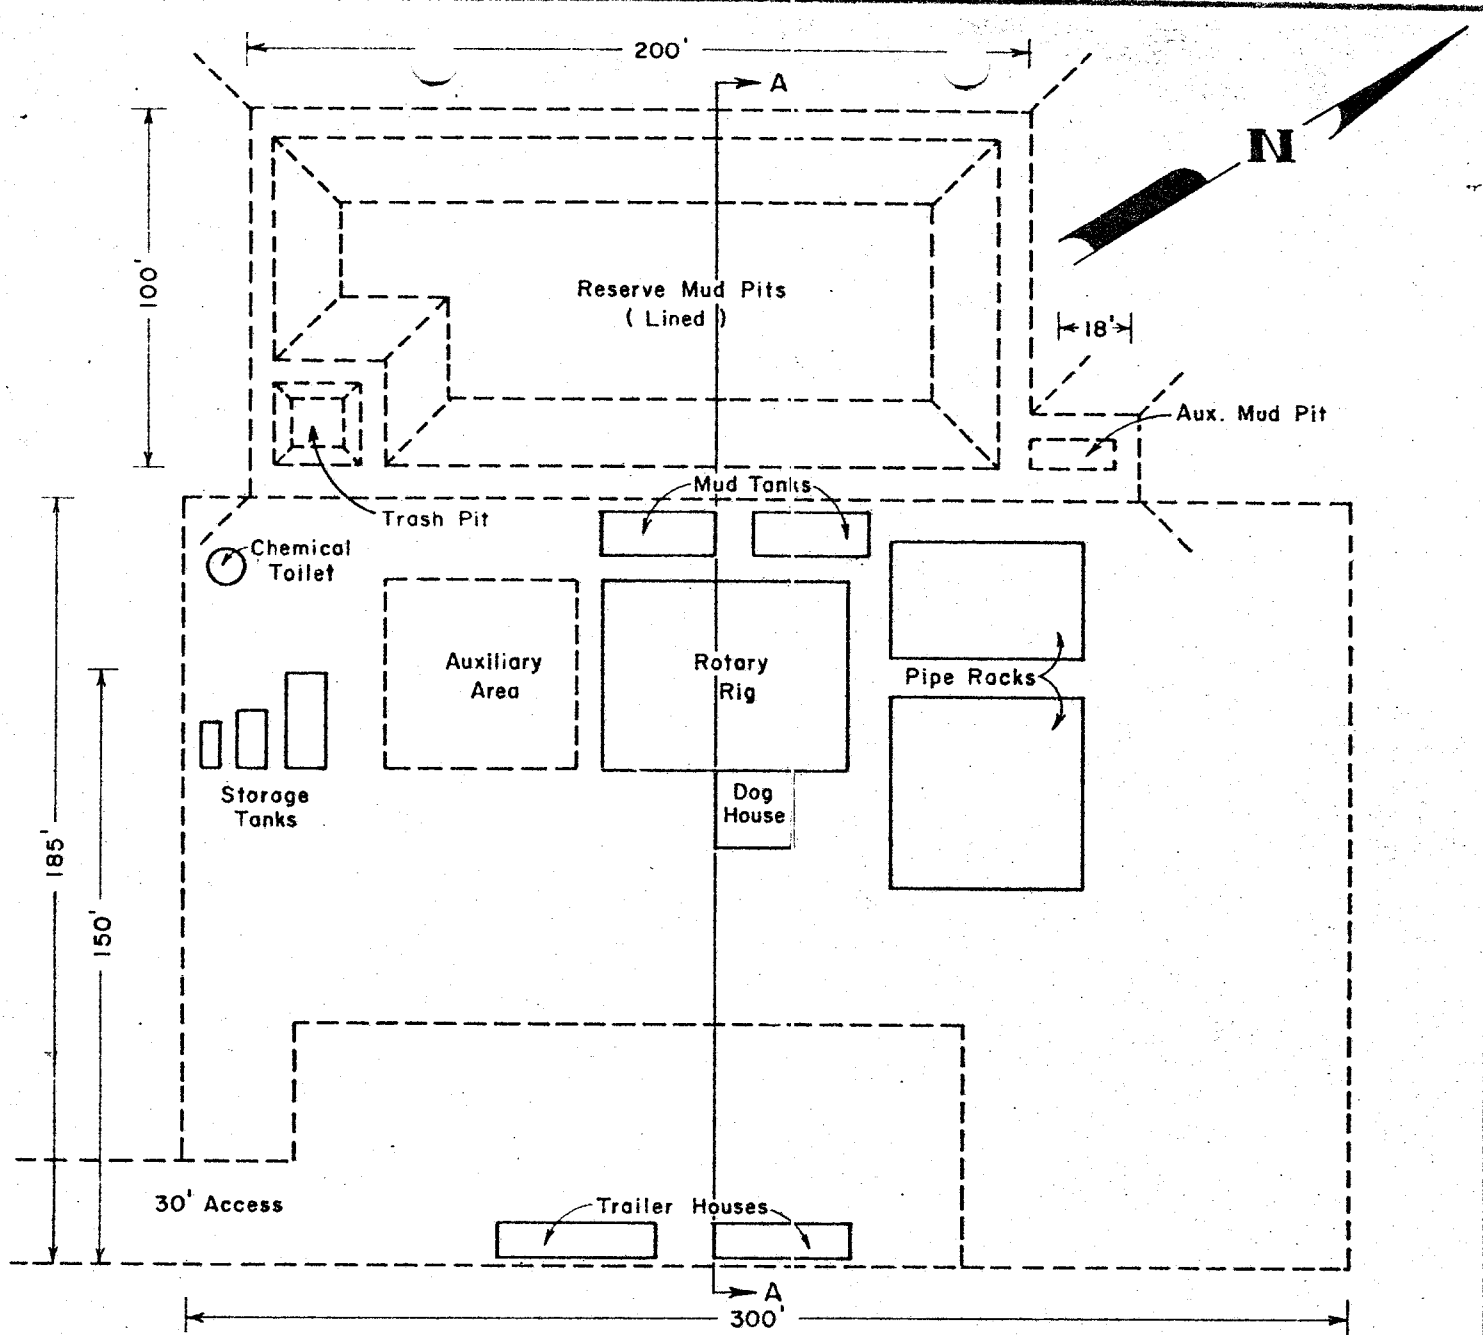 200'
A
N
100'
Reserve Mud Pits
( Lined )
18'
Aux. Mud Pit
Mud Tanks
Trash Pit
Chemical
Toilet
Auxiliary
Area
Rotary
Rig
Pipe Racks
Storage
Tanks
Dog
House
185'
150'
30' Access
Trailer Houses
A
300'